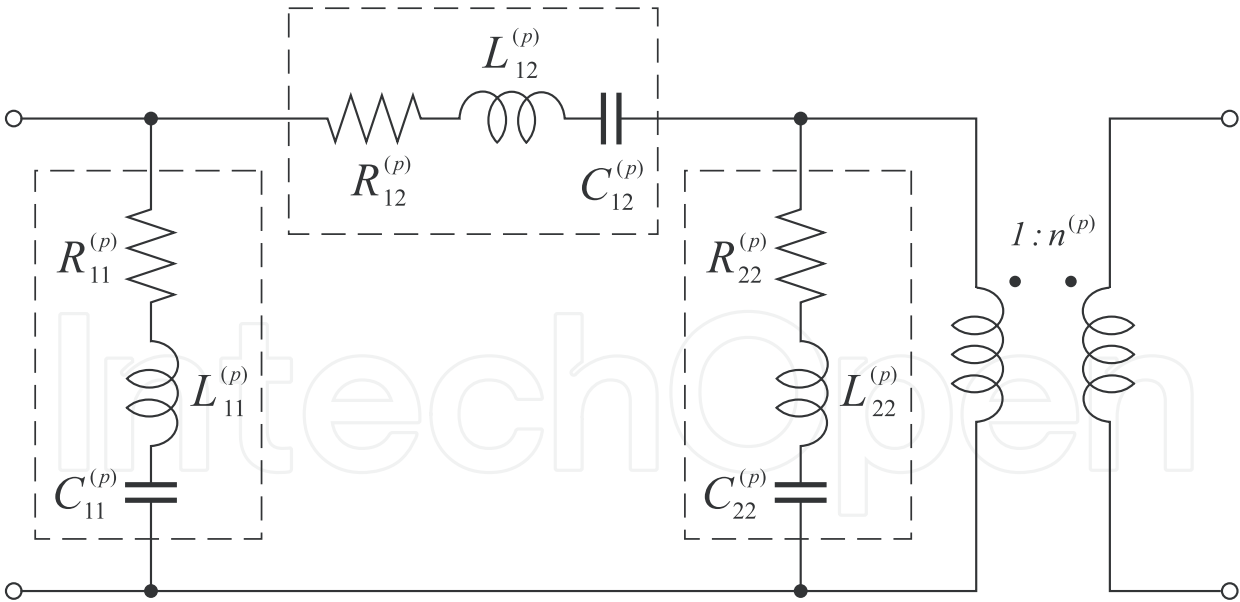 L₁₂⁽ᵖ⁾
R₁₂⁽ᵖ⁾
C₁₂⁽ᵖ⁾
R₁₁⁽ᵖ⁾
L₁₁⁽ᵖ⁾
C₁₁⁽ᵖ⁾
R₂₂⁽ᵖ⁾
L₂₂⁽ᵖ⁾
C₂₂⁽ᵖ⁾
1 : n⁽ᵖ⁾
IntechOpen